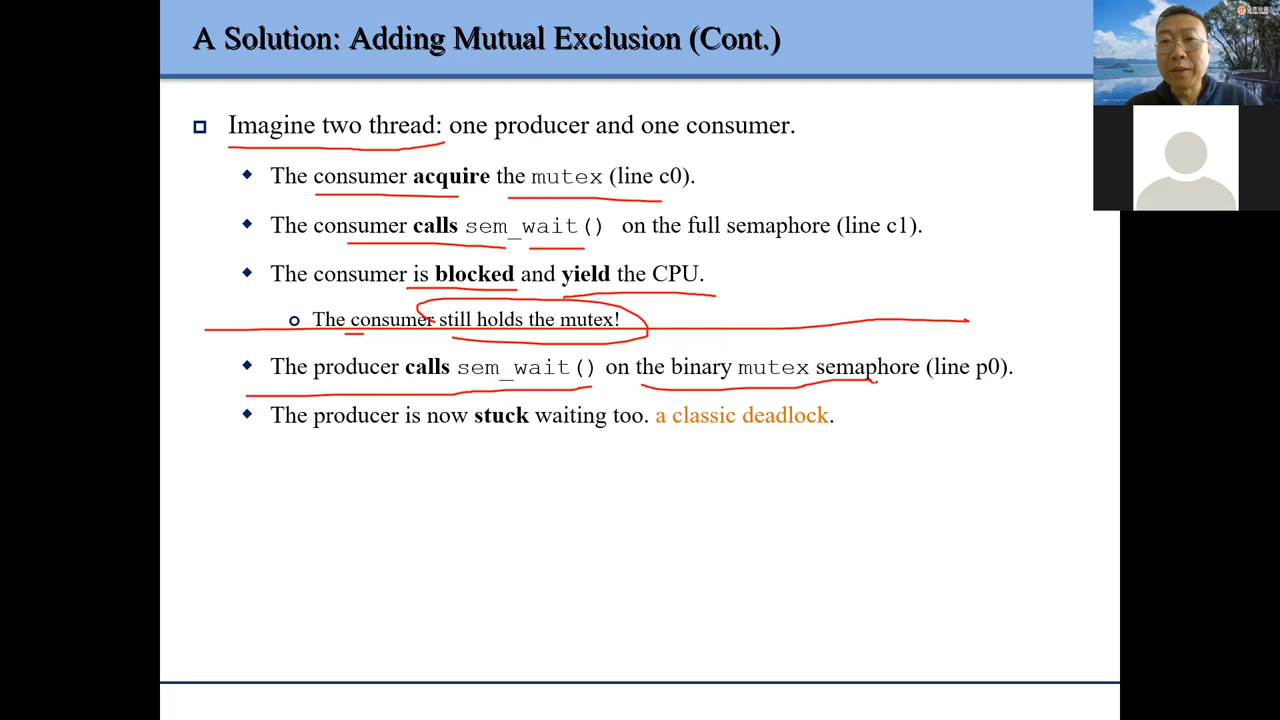 A Solution: Adding Mutual Exclusion (Cont.)
Imagine two thread: one producer and one consumer.
The consumer acquire the mutex (line c0).
The consumer calls sem_wait() on the full semaphore (line c1).
The consumer is blocked and yield the CPU.
The consumer still holds the mutex!
The producer calls sem_wait() on the binary mutex semaphore (line p0).
The producer is now stuck waiting too. a classic deadlock.